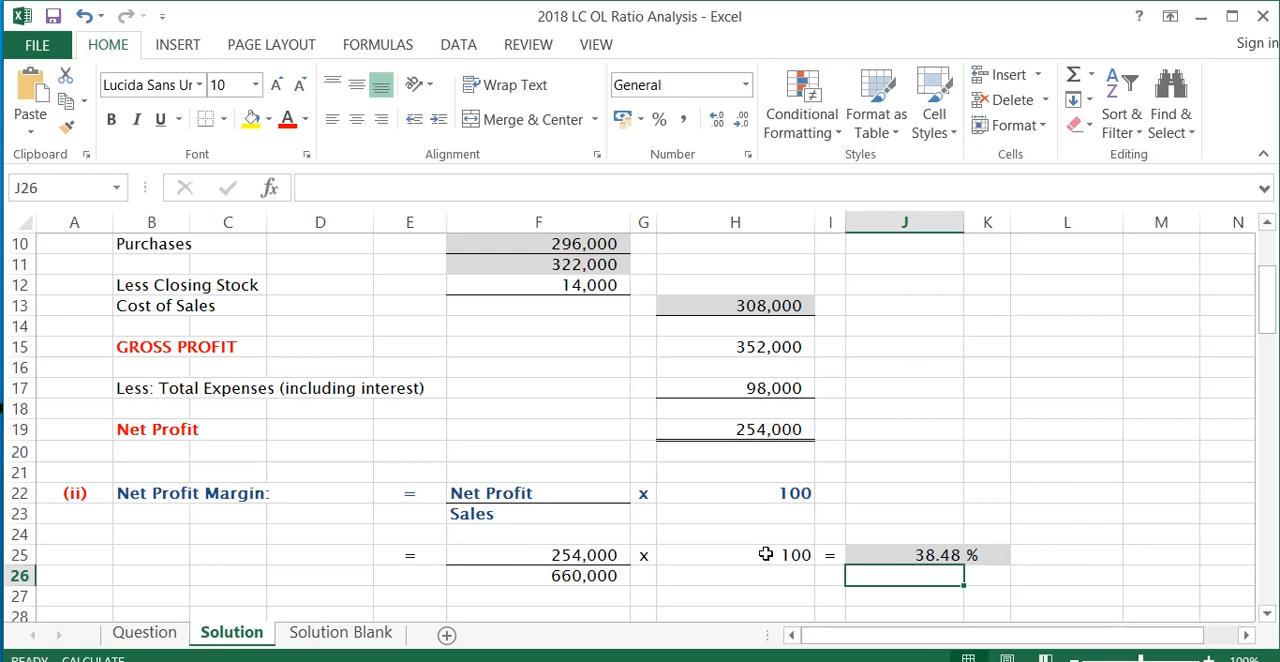 2018 LC OL Ratio Analysis - Excel
?
Sign in
FILE HOME INSERT PAGE LAYOUT FORMULAS DATA REVIEW VIEW
Paste
Clipboard
Lucida Sans Ur 10
B I U
Font
Wrap Text
Merge & Center
Alignment
General
%
Number
Conditional Formatting
Format as Table
Cell Styles
Styles
Insert
Delete
Format
Cells
Sort & Filter
Find & Select
Editing
J26
fx
A B C D E F G H I J K L M N
10 Purchases 296,000
11 322,000
12 Less Closing Stock 14,000
13 Cost of Sales 308,000
14
15 GROSS PROFIT 352,000
16
17 Less: Total Expenses (including interest) 98,000
18
19 Net Profit 254,000
20
21
22 (ii) Net Profit Margin: = Net Profit x 100
23 Sales
24
25 = 254,000 x 100 = 38.48 %
26 660,000
27
28
Question Solution Solution Blank
READY CALCULATE 100%